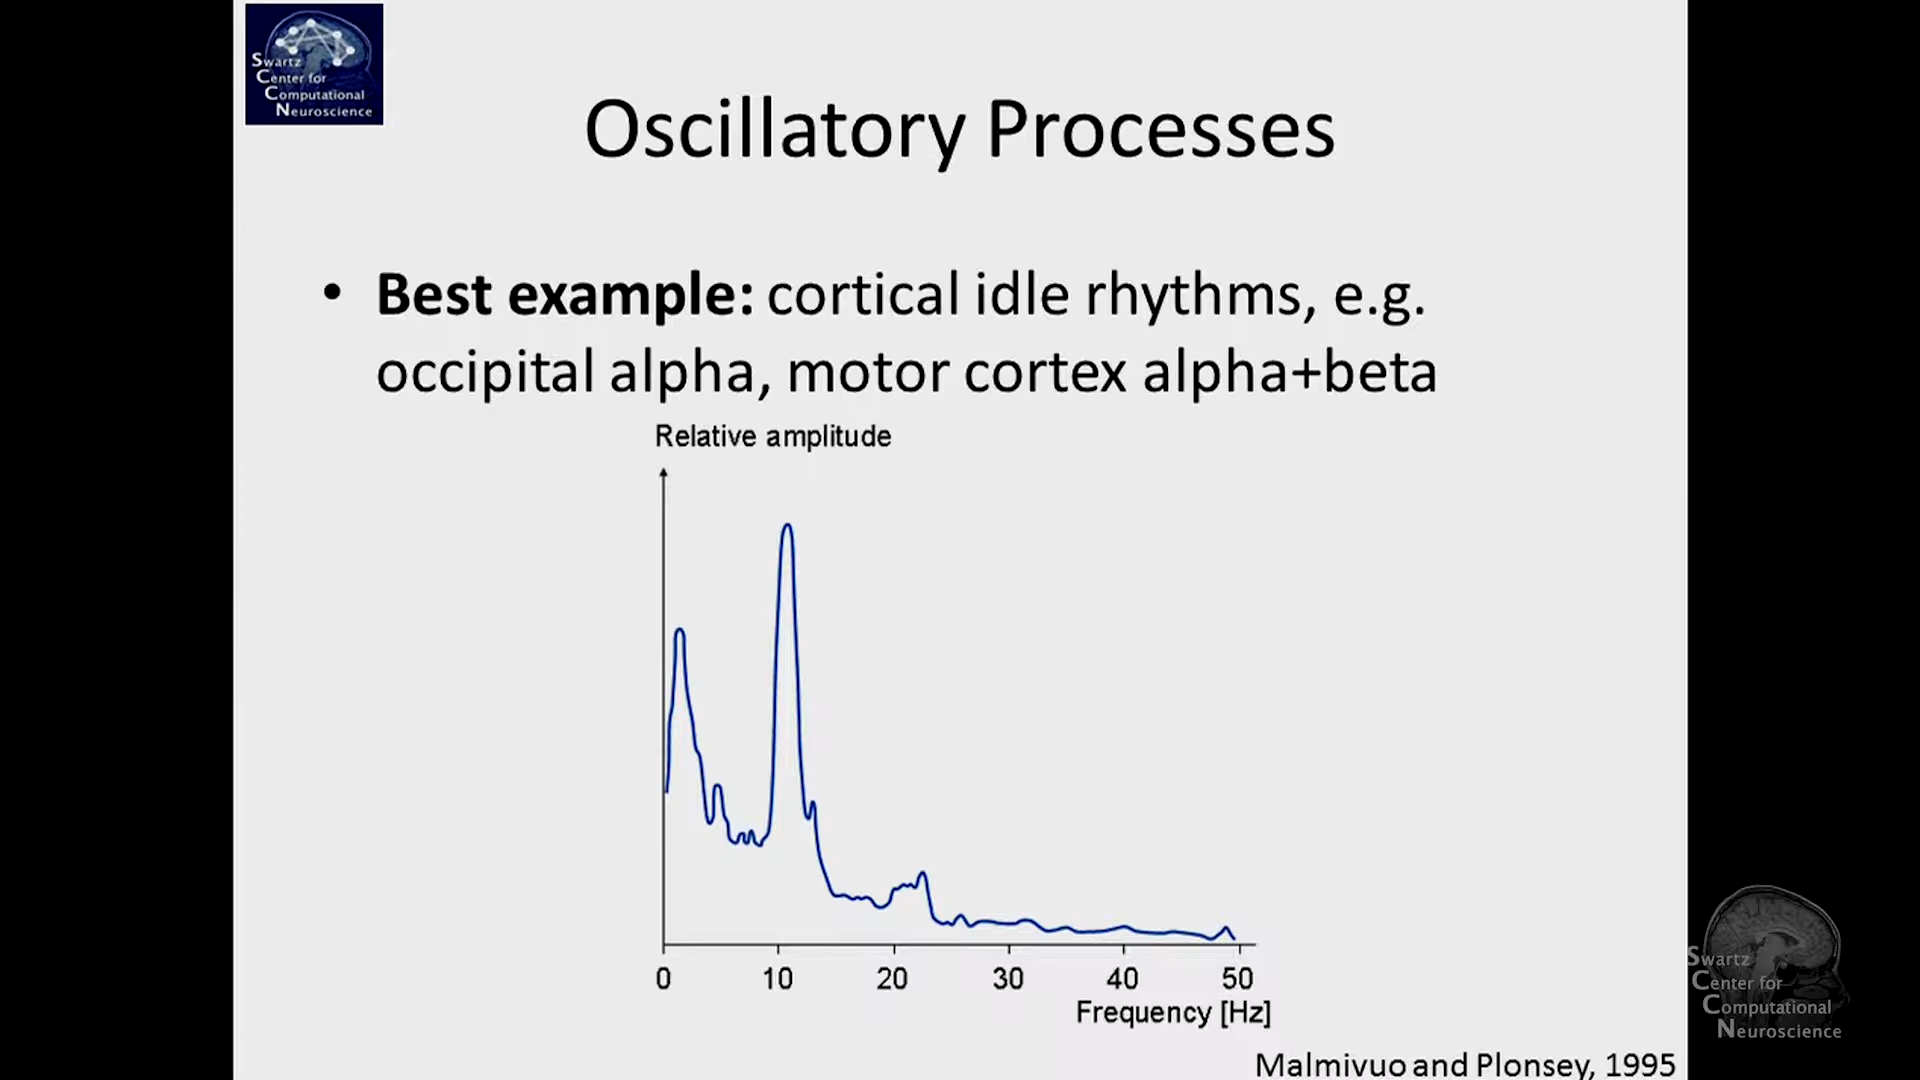 Swartz
Center for
Computational
Neuroscience
Oscillatory Processes
• Best example: cortical idle rhythms, e.g.
occipital alpha, motor cortex alpha+beta
Relative amplitude
0 10 20 30 40 50
Frequency [Hz]
Malmivuo and Plonsey, 1995
Swartz
Center for
Computational
Neuroscience